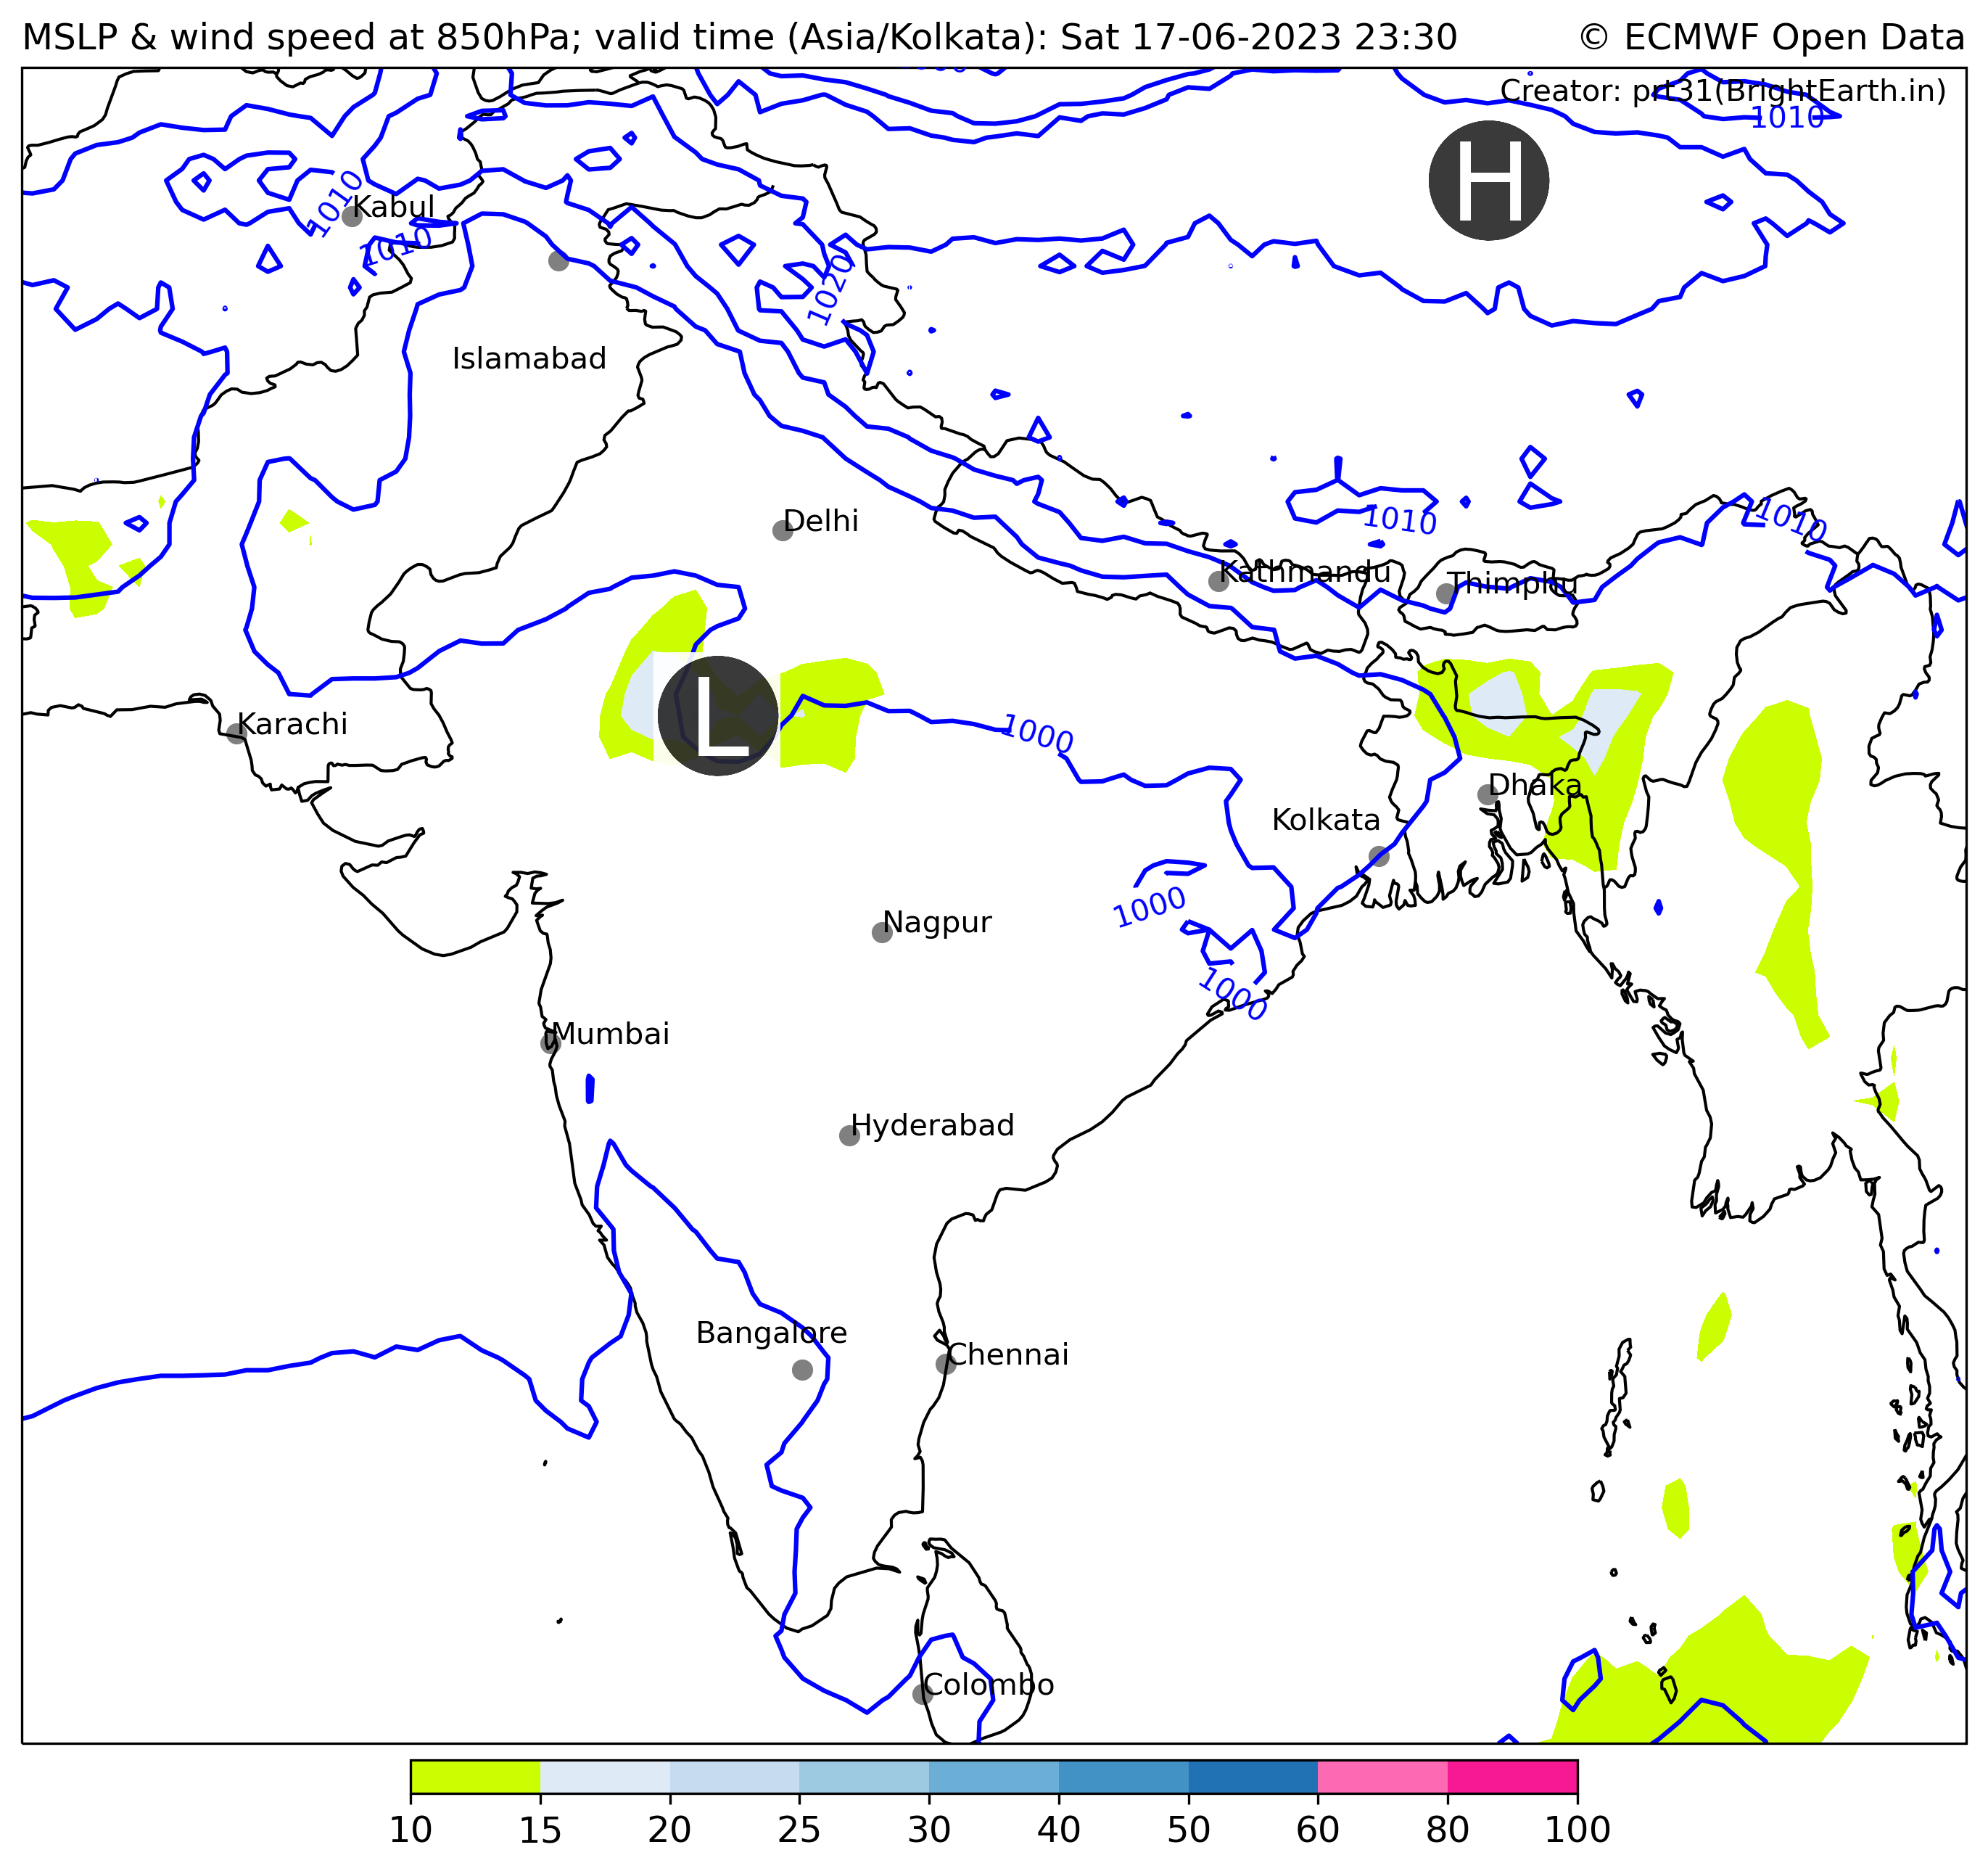 MSLP & wind speed at 850hPa; valid time (Asia/Kolkata): Sat 17-06-2023 23:30
© ECMWF Open Data
Creator: prt31(BrightEarth.in)
1010
H
1010
Kabul
1010
1020
Islamabad
Delhi
1010
1010
Kathmandu
Thimphu
L
Karachi
1000
Dhaka
Kolkata
1000
Nagpur
1000
Mumbai
Hyderabad
Bangalore
Chennai
Colombo
10 15 20 25 30 40 50 60 80 100